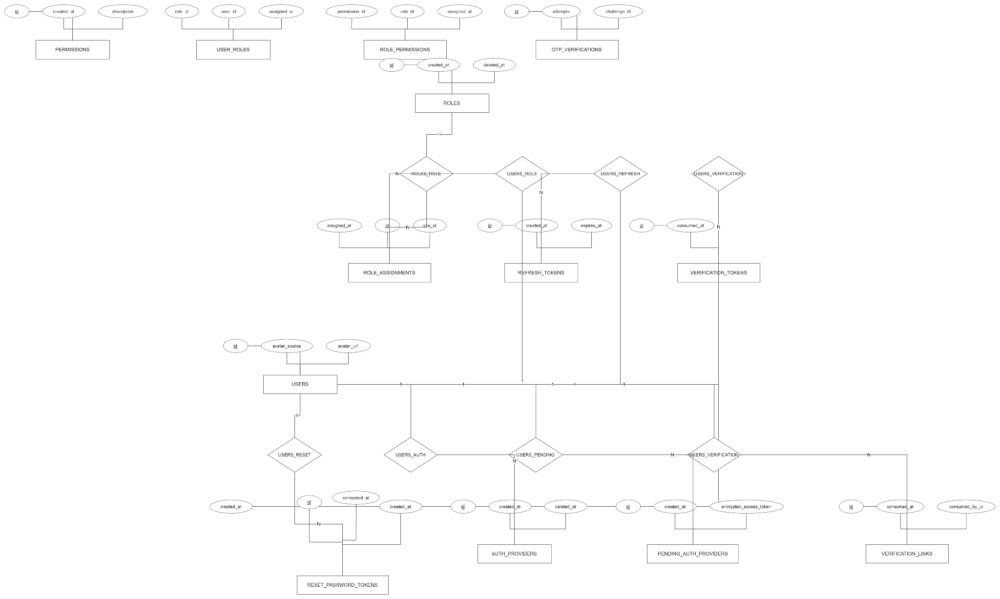 id
created_at
description
role_id
user_id
assigned_at
permission_id
role_id
assigned_at
id
attempts
challenge_id
PERMISSIONS
USER_ROLES
ROLE_PERMISSIONS
OTP_VERIFICATIONS
id
created_at
deleted_at
ROLES
1
N
ROLES_ROLE
USERS_ROLE
USERS_REFRESH
USERS_VERIFICATION
N
assigned_at
id
N
role_id
id
created_at
expires_at
id
consumed_at
N
ROLE_ASSIGNMENTS
REFRESH_TOKENS
VERIFICATION_TOKENS
id
avatar_source
avatar_url
1
USERS
1
1
1
1
1
1
USERS_RESET
USERS_AUTH
N
USERS_PENDING
N
USERS_VERIFICATION
N
created_at
id
consumed_at
created_at
id
created_at
deleted_at
id
created_at
encrypted_access_token
id
consumed_at
consumed_by_ip
N
AUTH_PROVIDERS
PENDING_AUTH_PROVIDERS
VERIFICATION_LINKS
RESET_PASSWORD_TOKENS